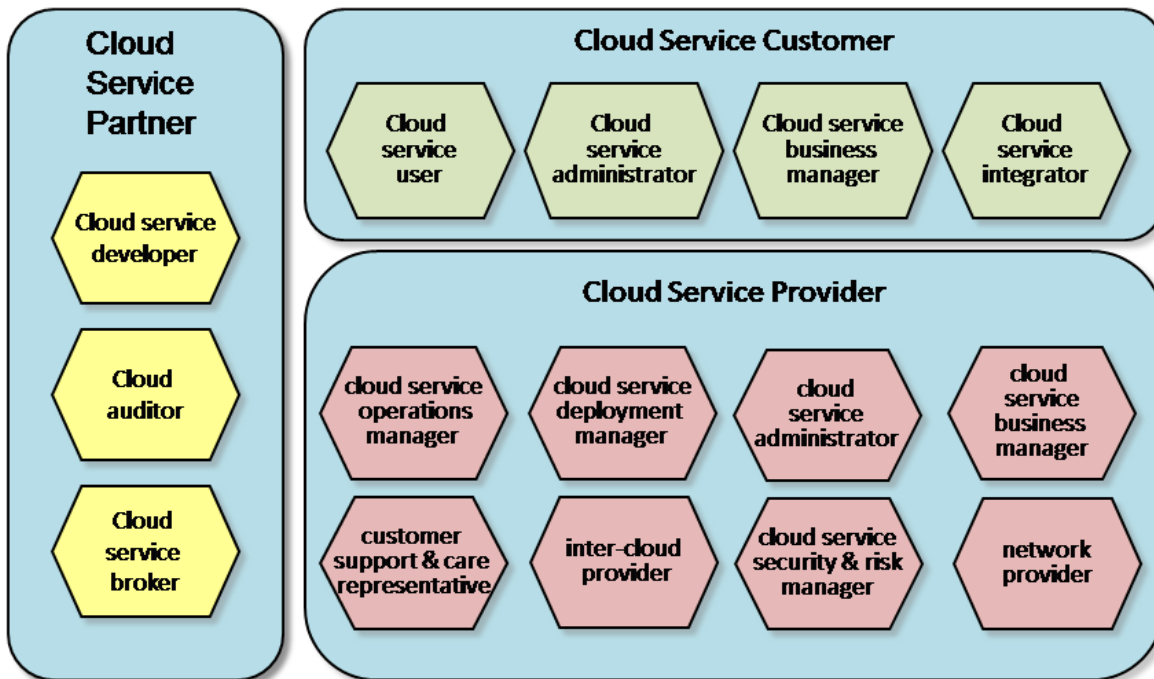 Cloud
Service
Partner
Cloud service
developer
Cloud
auditor
Cloud
service
broker
Cloud Service Customer
Cloud
service
user
Cloud
service
administrator
Cloud service
business
manager
Cloud
service
integrator
Cloud Service Provider
cloud service
operations
manager
cloud service
deployment
manager
cloud
service
administrator
cloud
service
business
manager
customer
support & care
representative
inter-cloud
provider
cloud service
security & risk
manager
network
provider